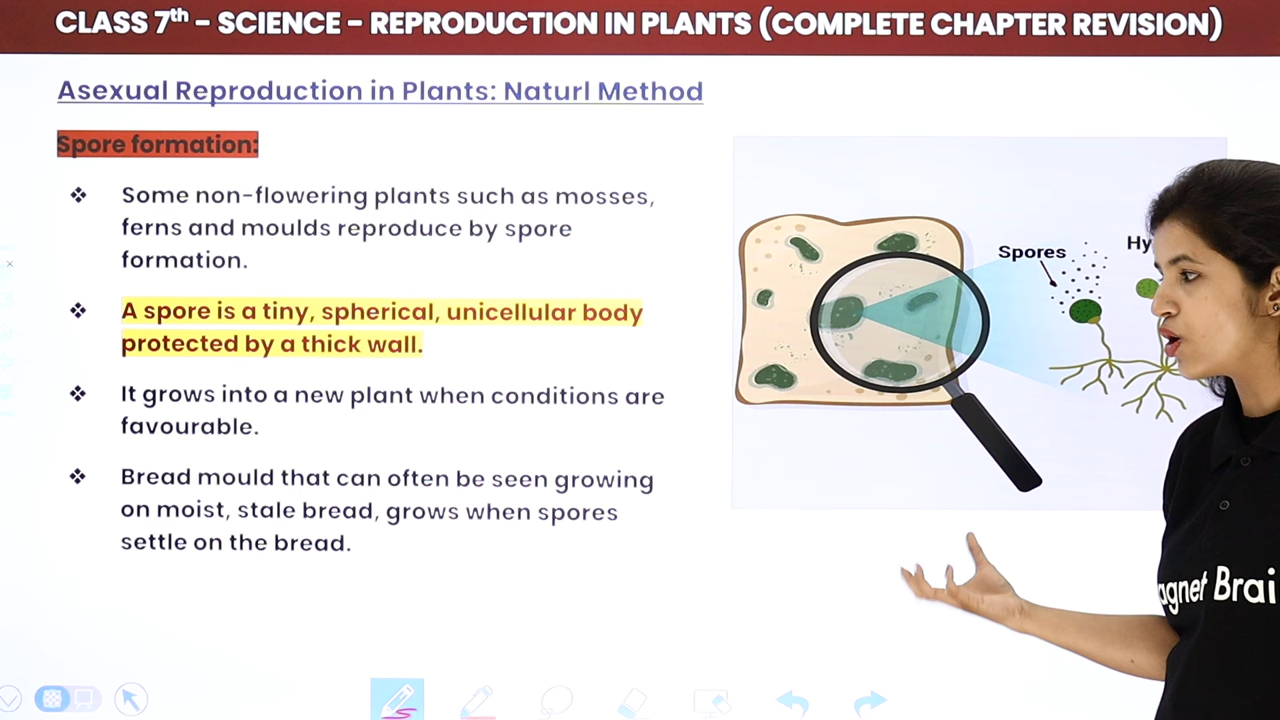 CLASS 7th – SCIENCE – REPRODUCTION IN PLANTS (COMPLETE CHAPTER REVISION)
Asexual Reproduction in Plants: Naturl Method
Spore formation:
❖ Some non-flowering plants such as mosses,
ferns and moulds reproduce by spore
formation.
❖ A spore is a tiny, spherical, unicellular body
protected by a thick wall.
❖ It grows into a new plant when conditions are
favourable.
❖ Bread mould that can often be seen growing
on moist, stale bread, grows when spores
settle on the bread.
Spores
Hy
agnet Brai